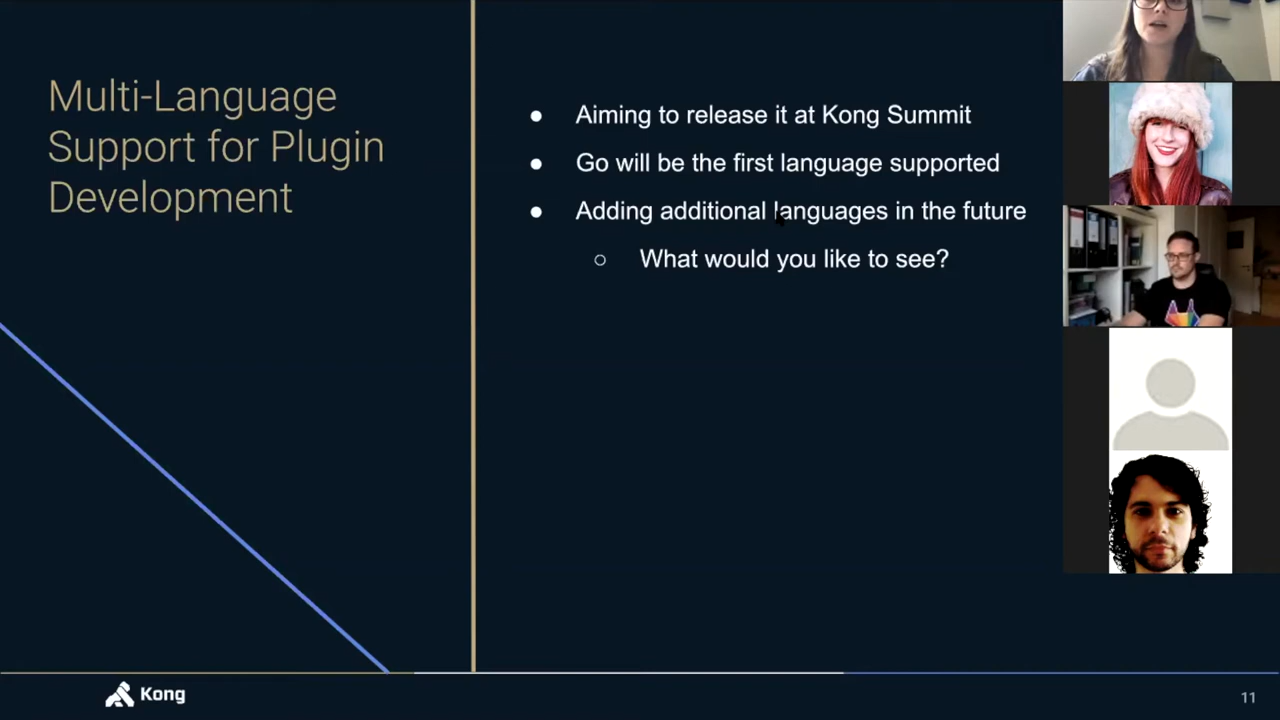 Multi-Language
Support for Plugin
Development
● Aiming to release it at Kong Summit
● Go will be the first language supported
● Adding additional languages in the future
○ What would you like to see?
Kong
11